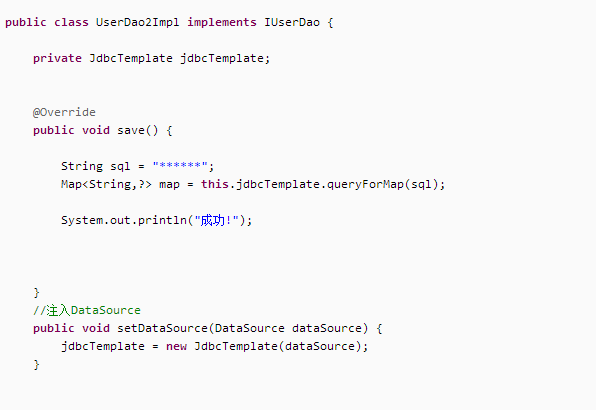 public class UserDao2Impl implements IUserDao {
private JdbcTemplate jdbcTemplate;
@Override
public void save() {
String sql = "******";
Map<String,?> map = this.jdbcTemplate.queryForMap(sql);
System.out.println("成功!");
}
//注入DataSource
public void setDataSource(DataSource dataSource) {
jdbcTemplate = new JdbcTemplate(dataSource);
}